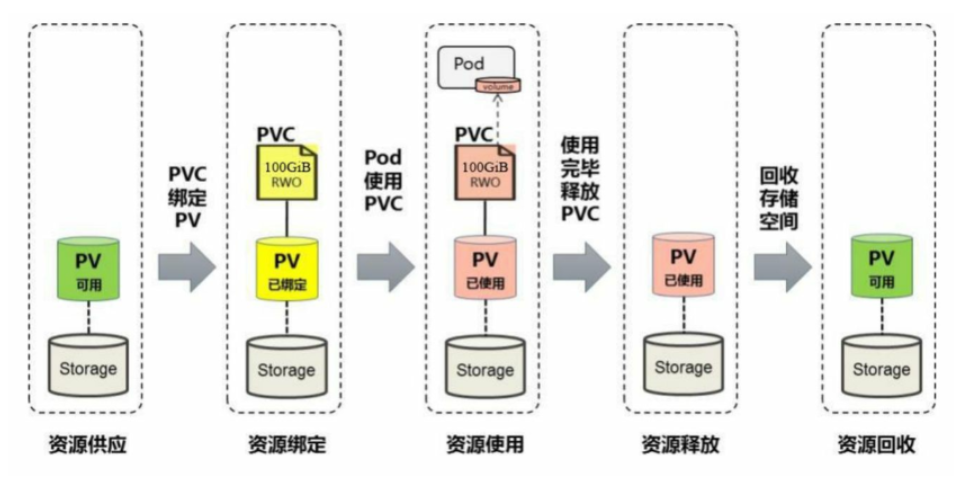 PV
可用
Storage
资源供应
PVC
绑定
PV
PVC
100GiB
RWO
PV
已绑定
Storage
资源绑定
Pod
使用
PVC
Pod
volume
PVC
100GiB
RWO
PV
已使用
Storage
资源使用
使用
完毕
释放
PVC
PV
已使用
Storage
资源释放
回收
存储
空间
PV
可用
Storage
资源回收